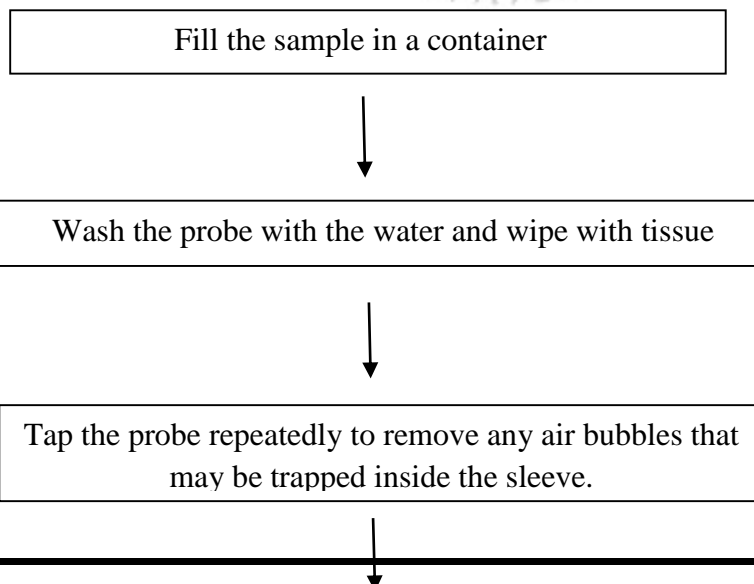 Fill the sample in a container
Wash the probe with the water and wipe with tissue
Tap the probe repeatedly to remove any air bubbles that
may be trapped inside the sleeve.